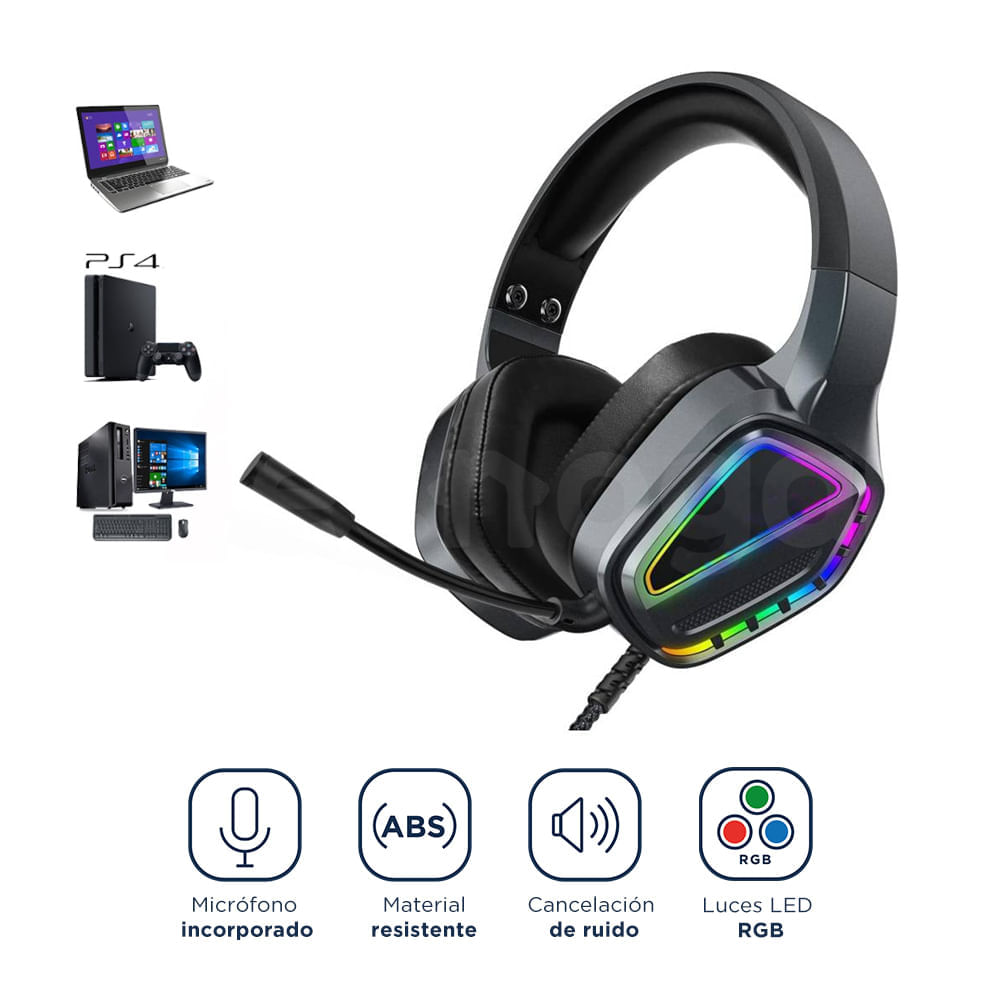 PS4
(ABS)
RGB
Micrófono
incorporado
Material
resistente
Cancelación
de ruido
Luces LED
RGB